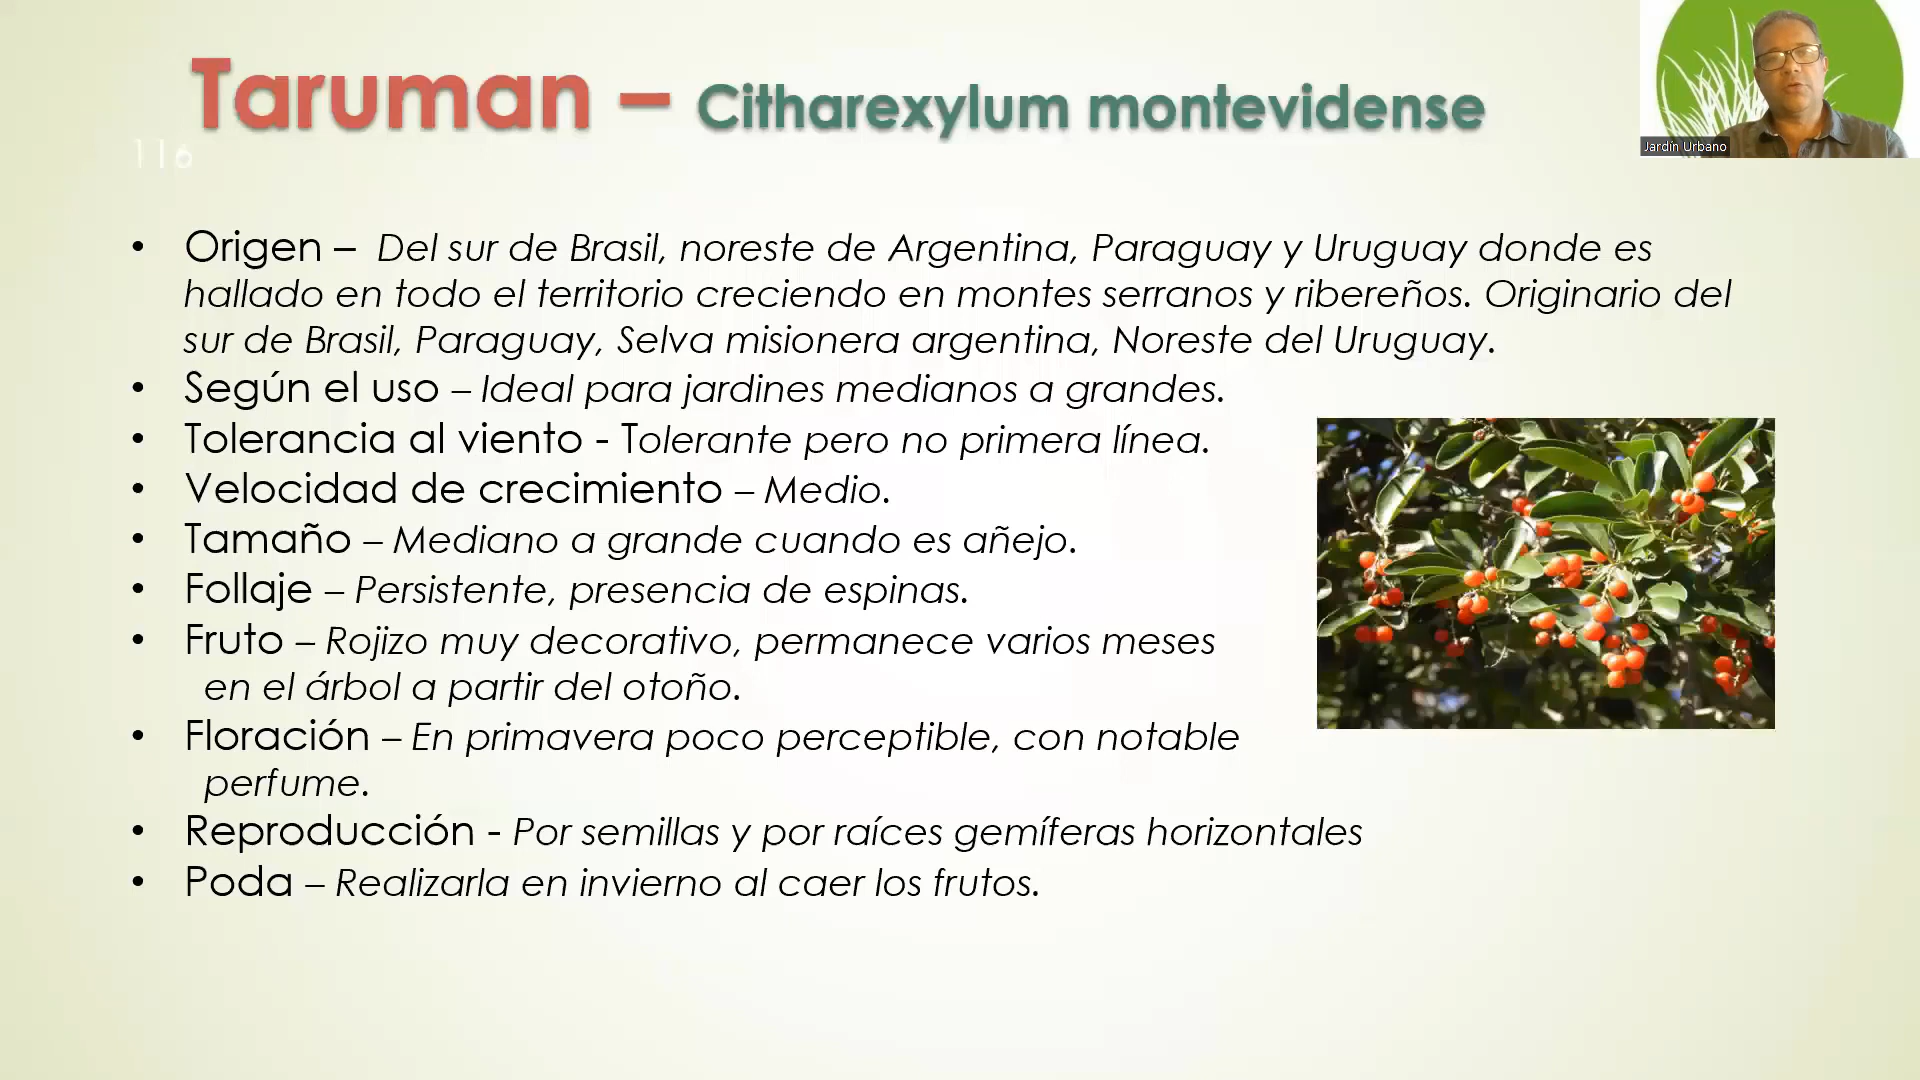 Taruman – Citharexylum montevidense
Jardín Urbano
116
• Origen – Del sur de Brasil, noreste de Argentina, Paraguay y Uruguay donde es
hallado en todo el territorio creciendo en montes serranos y ribereños. Originario del
sur de Brasil, Paraguay, Selva misionera argentina, Noreste del Uruguay.
• Según el uso – Ideal para jardines medianos a grandes.
• Tolerancia al viento - Tolerante pero no primera línea.
• Velocidad de crecimiento – Medio.
• Tamaño – Mediano a grande cuando es añejo.
• Follaje – Persistente, presencia de espinas.
• Fruto – Rojizo muy decorativo, permanece varios meses
en el árbol a partir del otoño.
• Floración – En primavera poco perceptible, con notable
perfume.
• Reproducción - Por semillas y por raíces gemíferas horizontales
• Poda – Realizarla en invierno al caer los frutos.